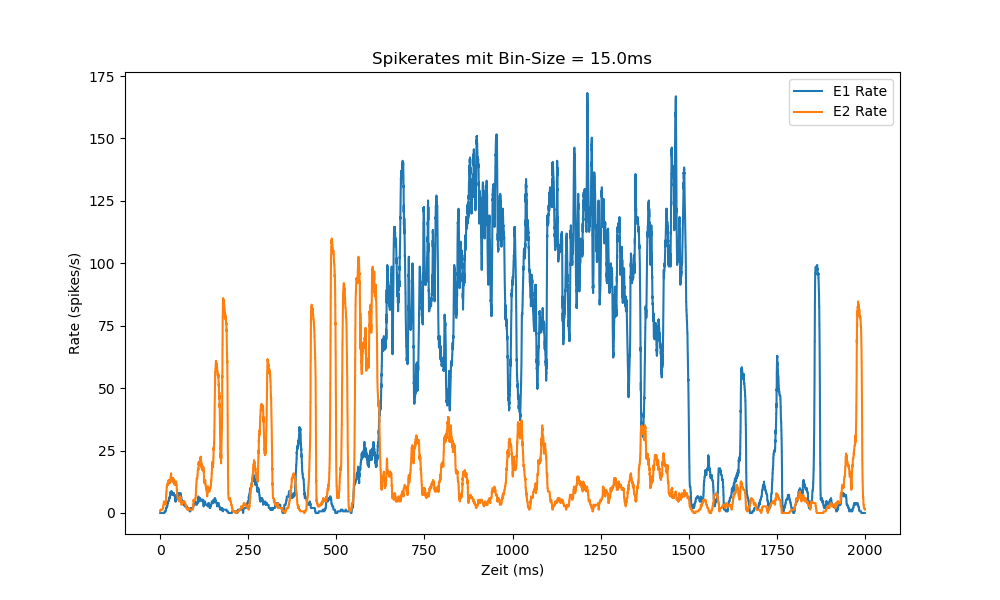 Spikerates mit Bin-Size = 15.0ms
E1 Rate
E2 Rate
175
150
125
100
75
50
25
0
Rate (spikes/s)
0 250 500 750 1000 1250 1500 1750 2000
Zeit (ms)